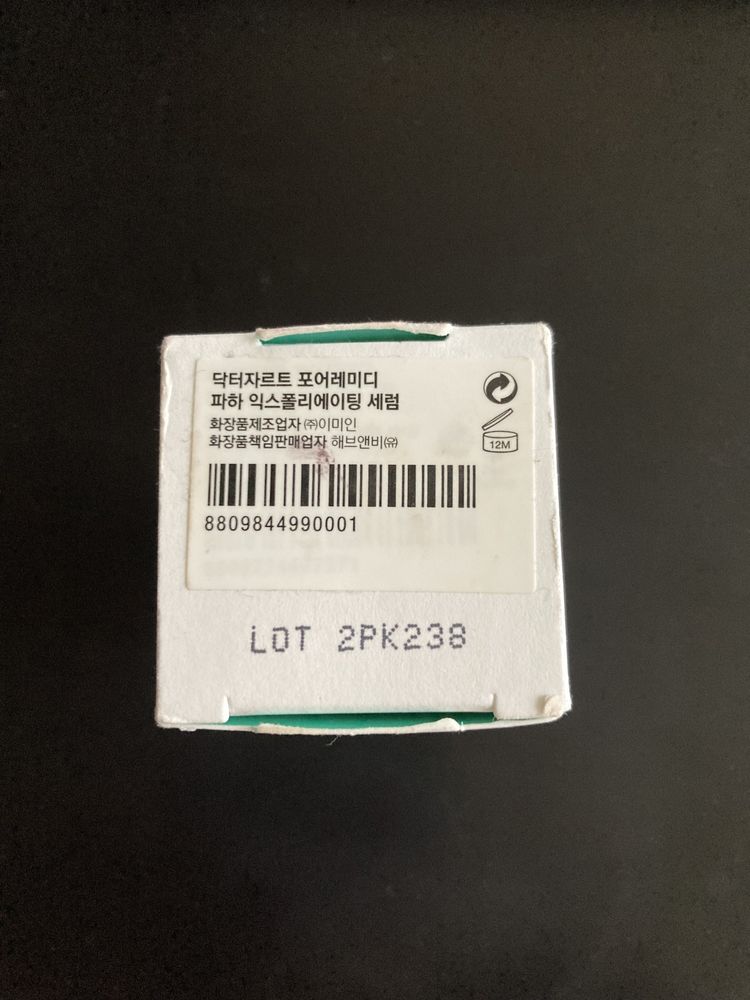 닥터자르트 포어레미디
파하 익스폴리에이팅 세럼
화장품제조업자 ㈜이미인
화장품책임판매업자 해브앤비㈲
12M
8809844990001
LOT 2PK238